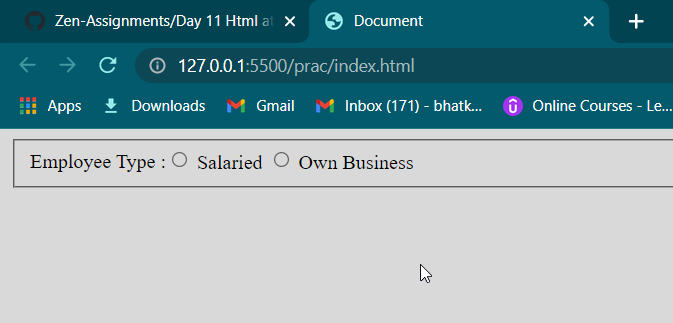 Zen-Assignments/Day 11 Html at
Document
127.0.0.1:5500/prac/index.html
Apps
Downloads
Gmail
Inbox (171) - bhatk...
Online Courses - Le...
Employee Type : Salaried Own Business